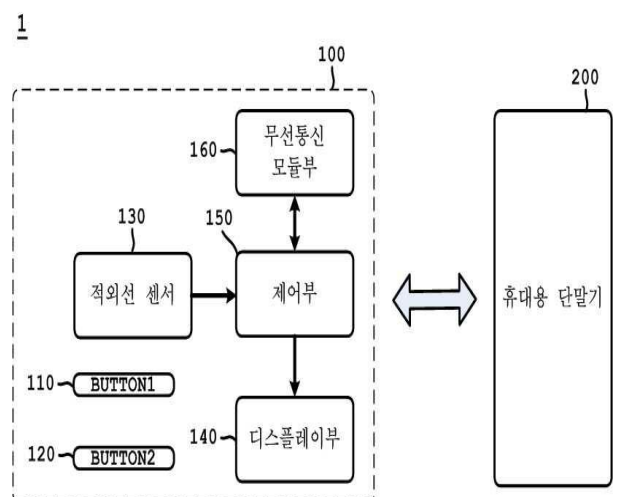 1
100
200
160
무선통신
모듈부
130
150
적외선 센서
제어부
휴대용 단말기
110
BUTTON1
120
BUTTON2
140
디스플레이부